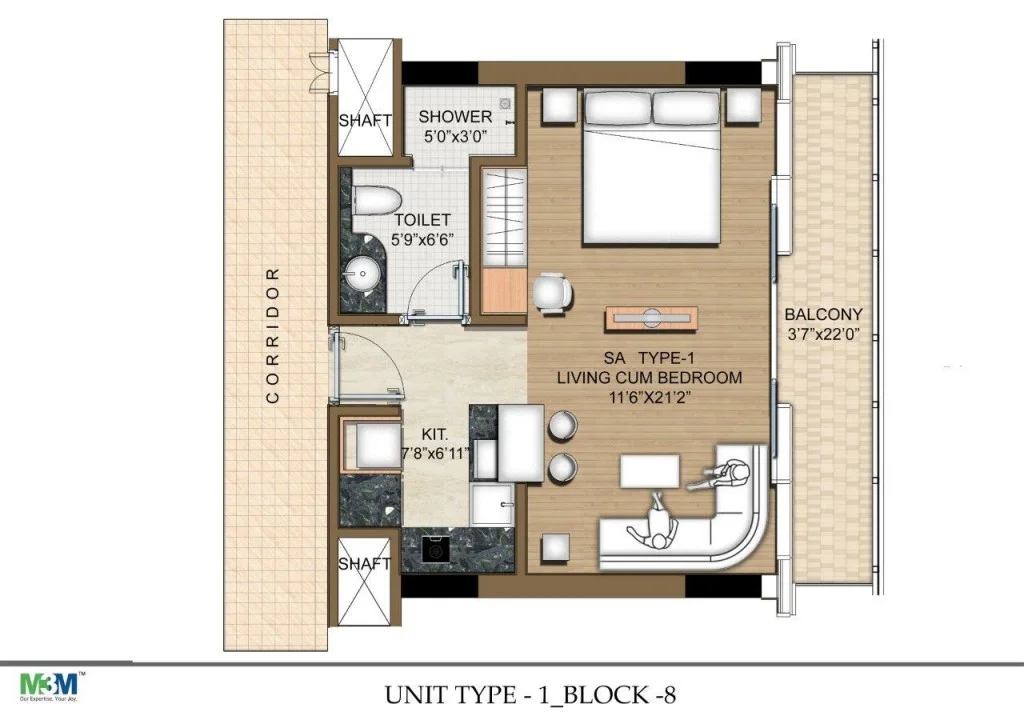 SHAFT
SHOWER
5'0"x3'0"
TOILET
5'9"x6'6"
CORRIDOR
BALCONY
3'7"x22'0"
SA TYPE-1
LIVING CUM BEDROOM
11'6"X21'2"
KIT.
7'8"x6'11"
SHAFT
M3M™
Our Expertise. Your Joy.
UNIT TYPE - 1_BLOCK -8